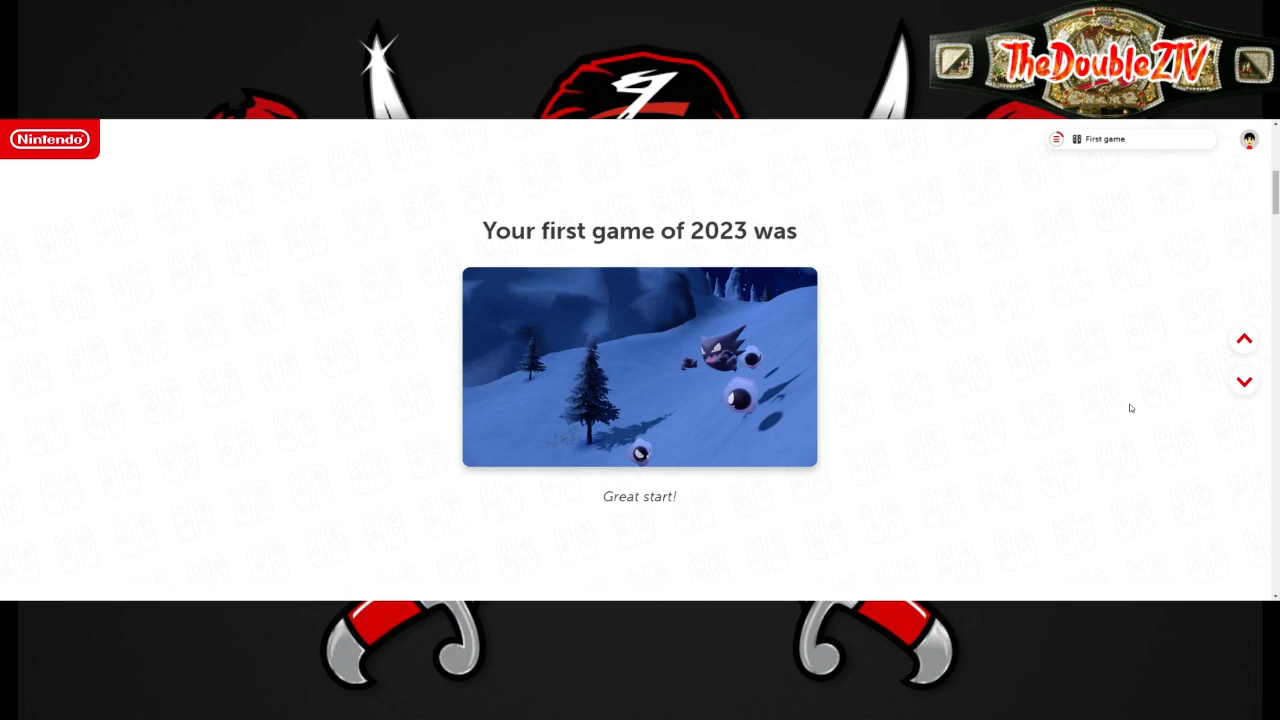 TheDoubleZTV
Nintendo
First game
Your first game of 2023 was
Great start!